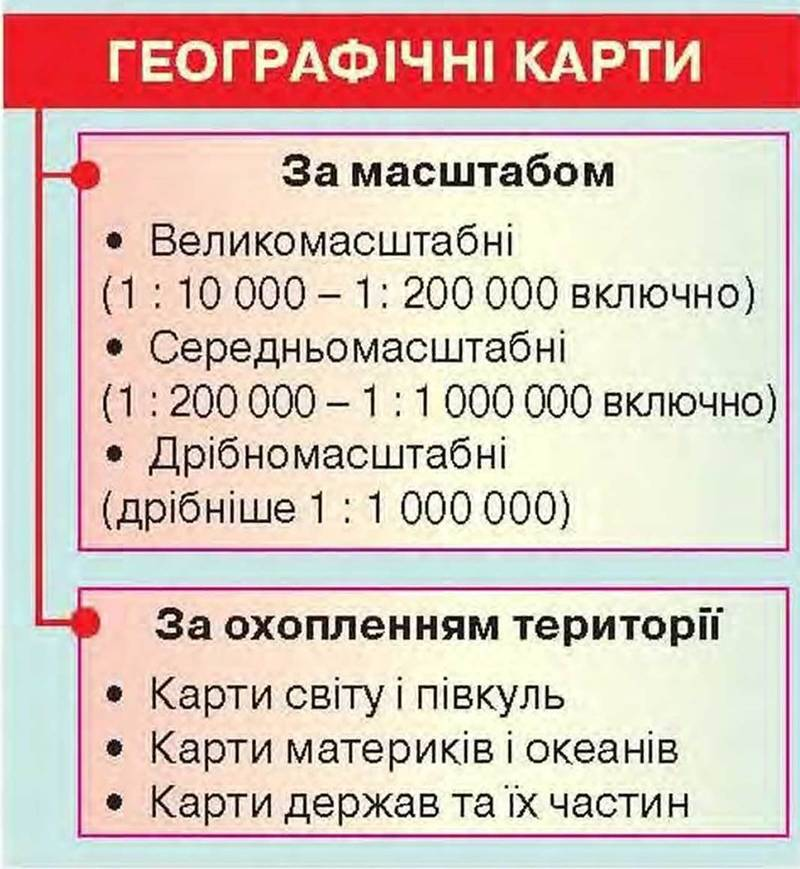 ГЕОГРАФІЧНІ КАРТИ
За масштабом
• Великомасштабні
(1 : 10 000 – 1: 200 000 включно)
• Середньомасштабні
(1 : 200 000 – 1 : 1 000 000 включно)
• Дрібномасштабні
(дрібніше 1 : 1 000 000)
За охопленням території
• Карти світу і півкуль
• Карти материків і океанів
• Карти держав та їх частин